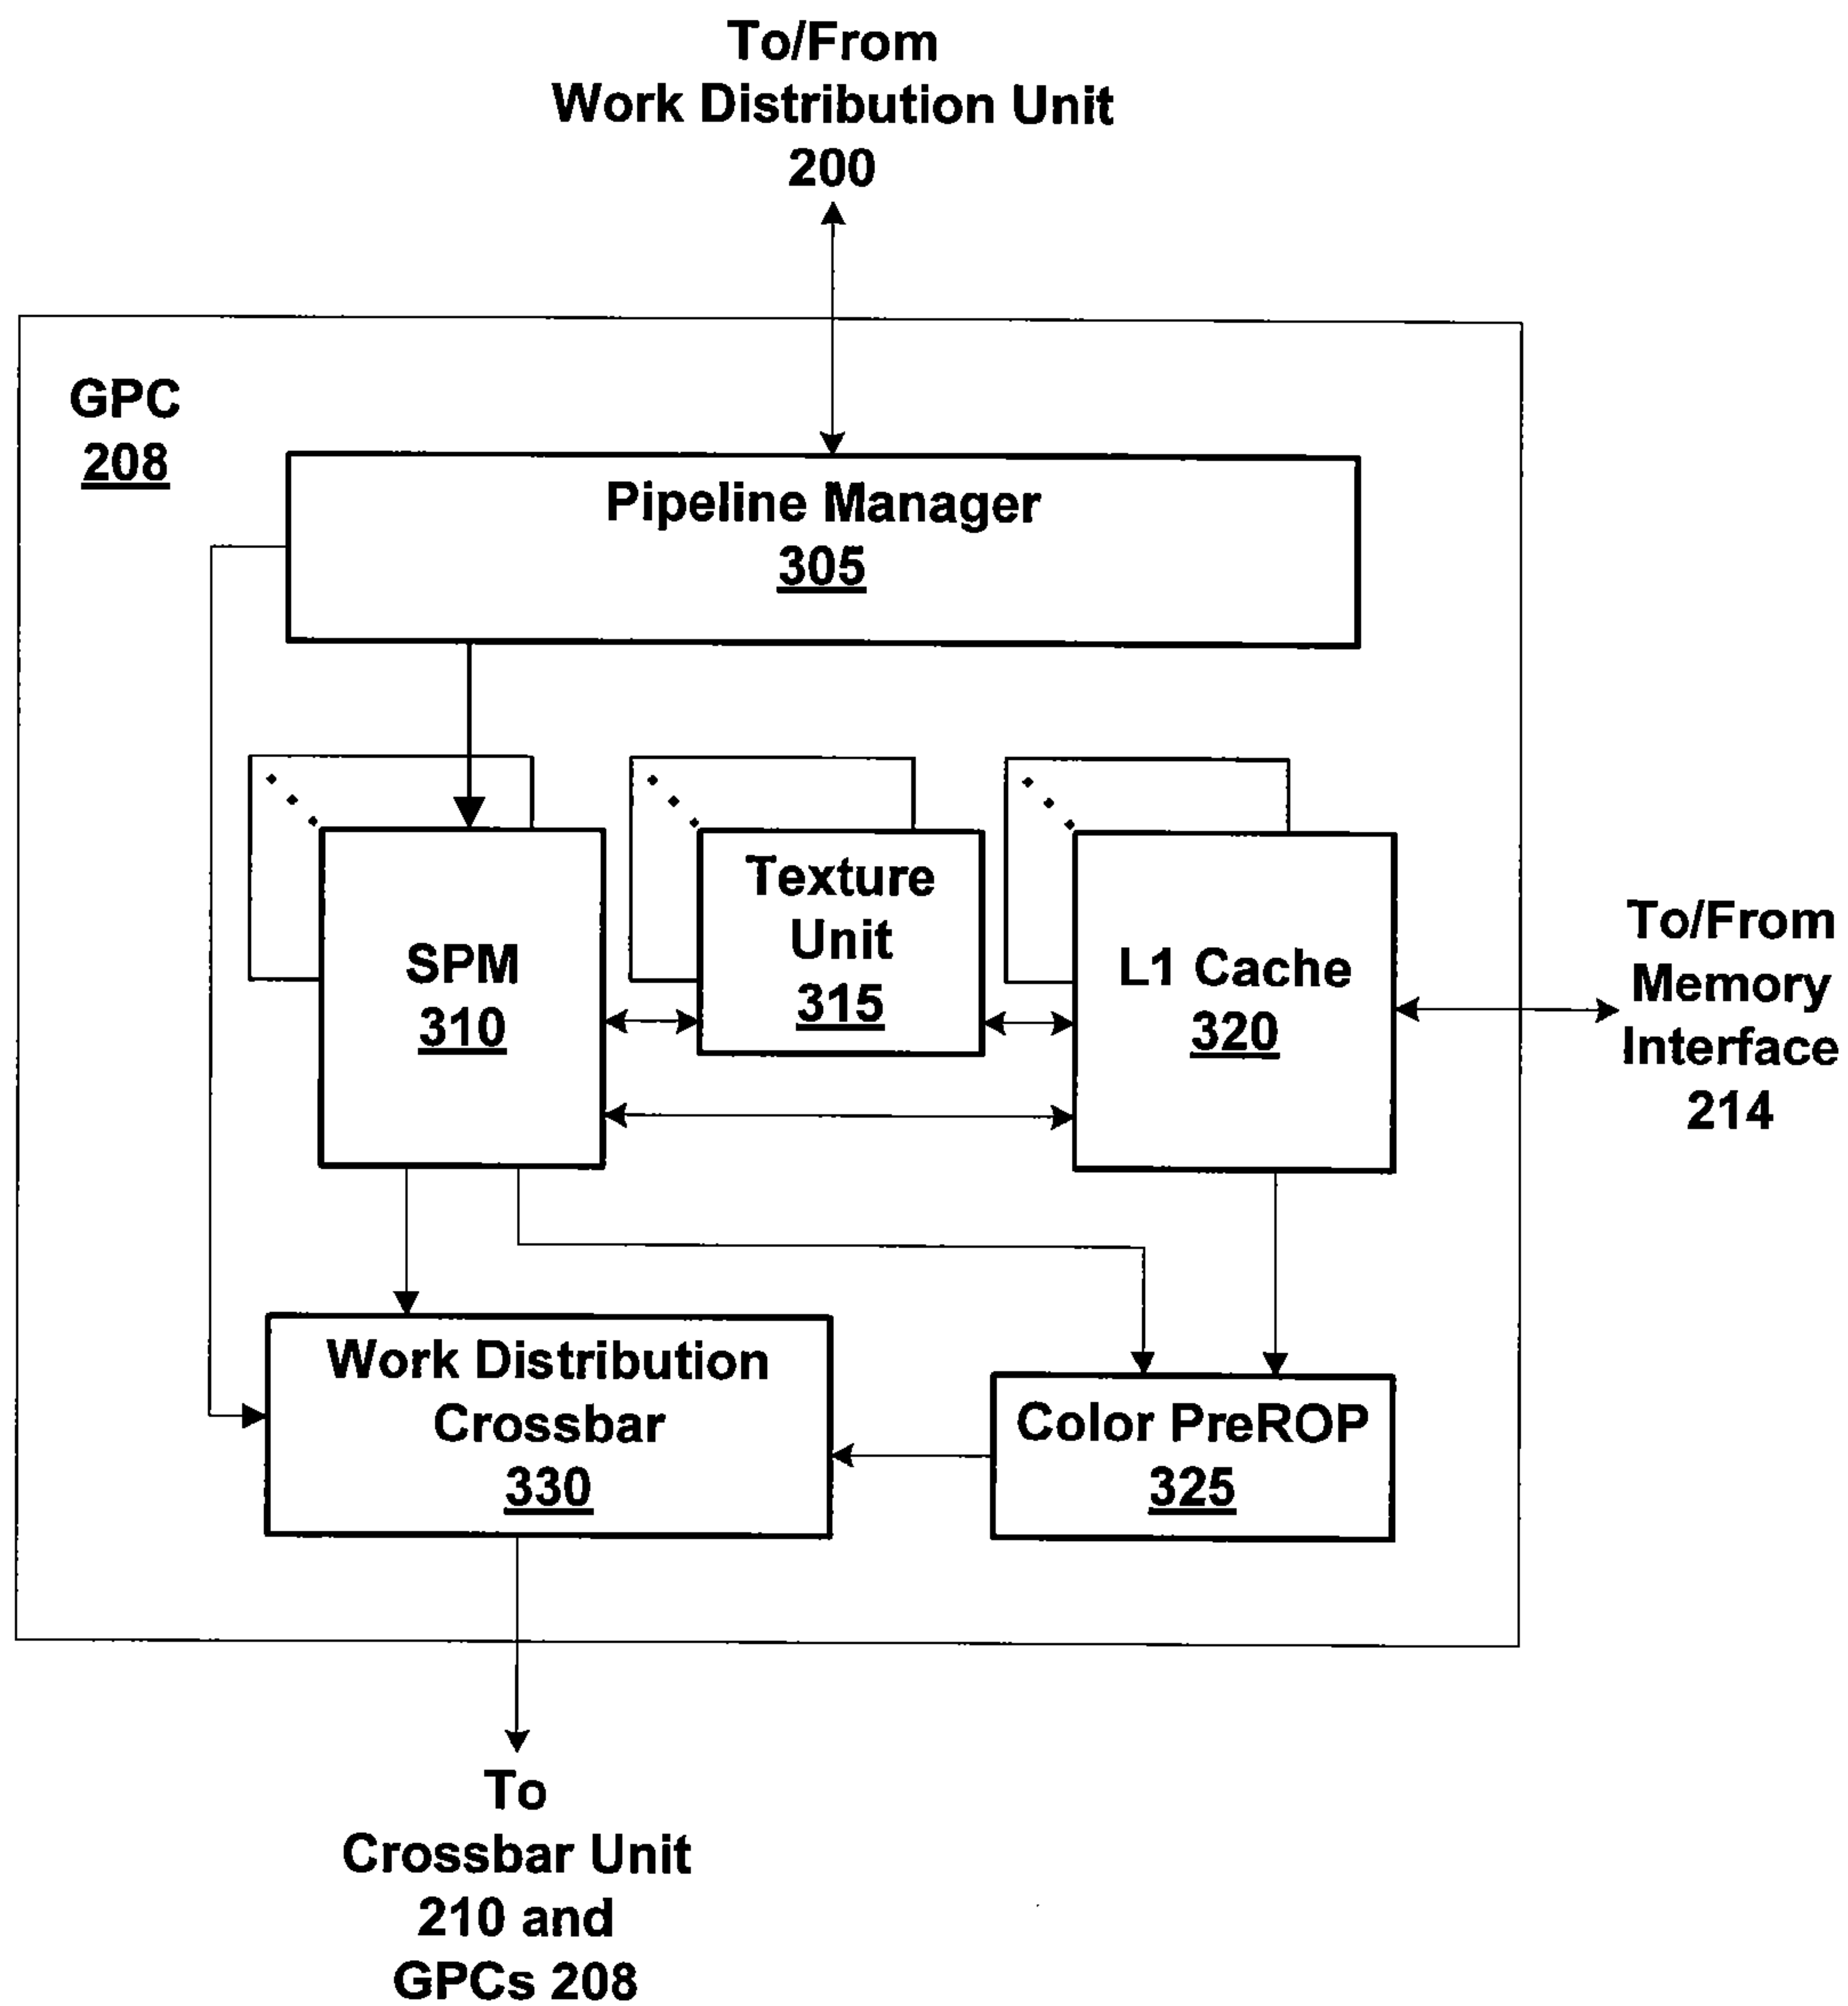 To/From
Work Distribution Unit
200
GPC
208
Pipeline Manager
305
SPM
310
Texture
Unit
315
L1 Cache
320
To/From
Memory
Interface
214
Work Distribution
Crossbar
330
Color PreROP
325
To
Crossbar Unit
210 and
GPCs 208